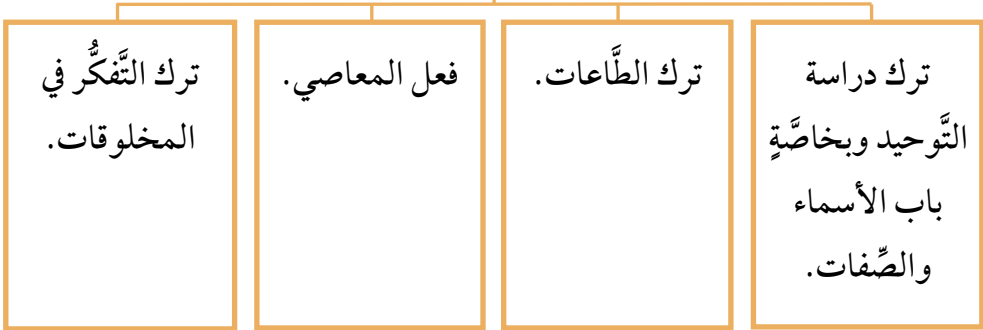 ترك دراسة
التَّوحيد وبخاصَّةٍ
باب الأسماء
والصِّفات.
ترك الطَّاعات.
فعل المعاصي.
ترك التَّفكُّر في
المخلوقات.